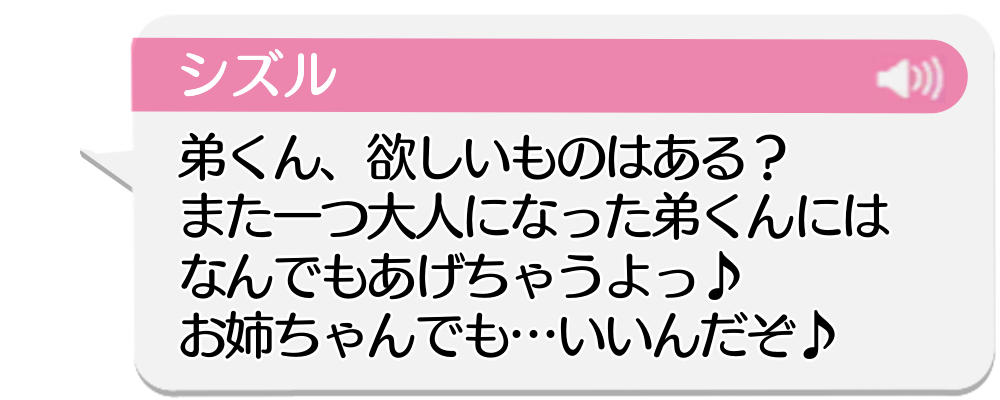 シズル
弟くん、欲しいものはある？
また一つ大人になった弟くんには
なんでもあげちゃうよっ♪
お姉ちゃんでも…いいんだぞ♪